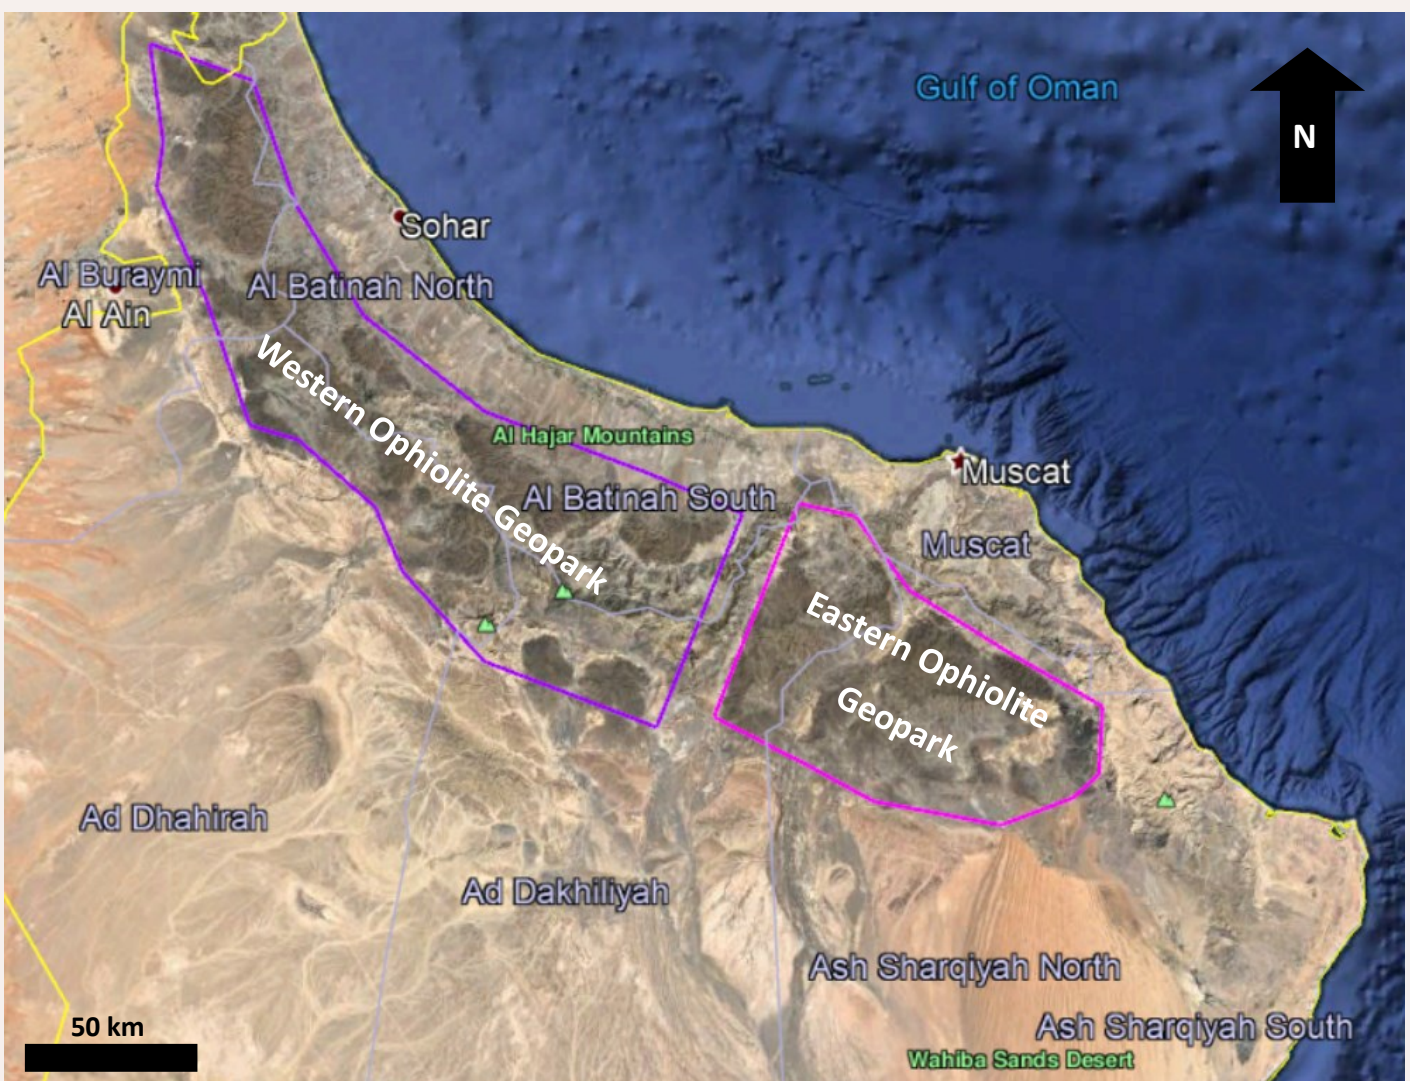 Gulf of Oman
N
Sohar
Al Buraymi
Al Batinah North
Al Ain
Western Ophiolite Geopark
Al Hajar Mountains
Al Batinah South
Muscat
Muscat
Eastern Ophiolite
Geopark
Ad Dhahirah
Ad Dakhiliyah
Ash Sharqiyah North
50 km
Ash Sharqiyah South
Wahiba Sands Desert